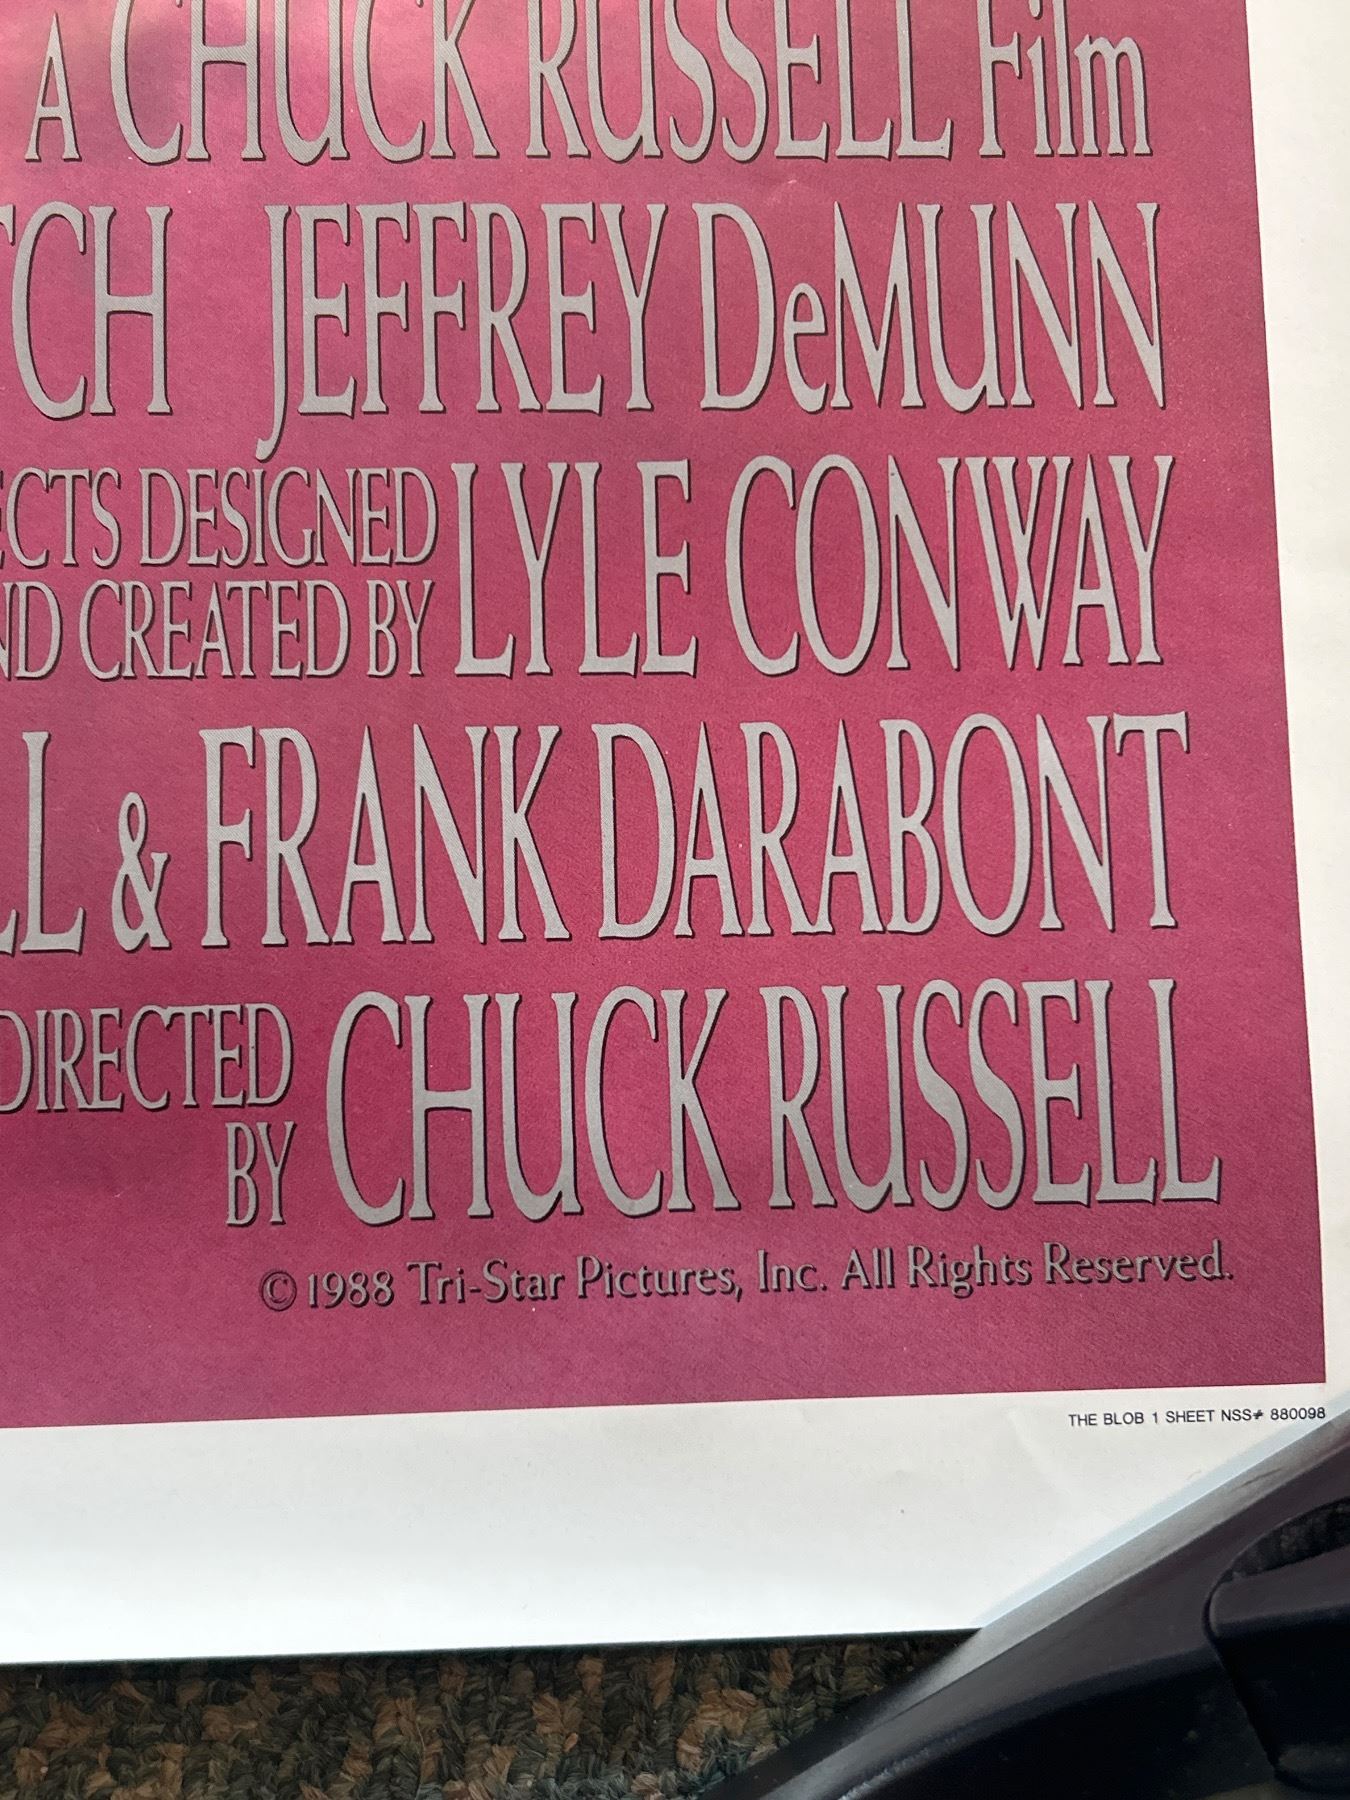 A CHUCK RUSSELL Film
CH JEFFREY DeMUNN
ECTS DESIGNED
ND CREATED BY LYLE CONWAY
LL & FRANK DARABONT
DIRECTED
BY CHUCK RUSSELL
© 1988 Tri-Star Pictures, Inc. All Rights Reserved.
THE BLOB 1 SHEET NSS# 880098